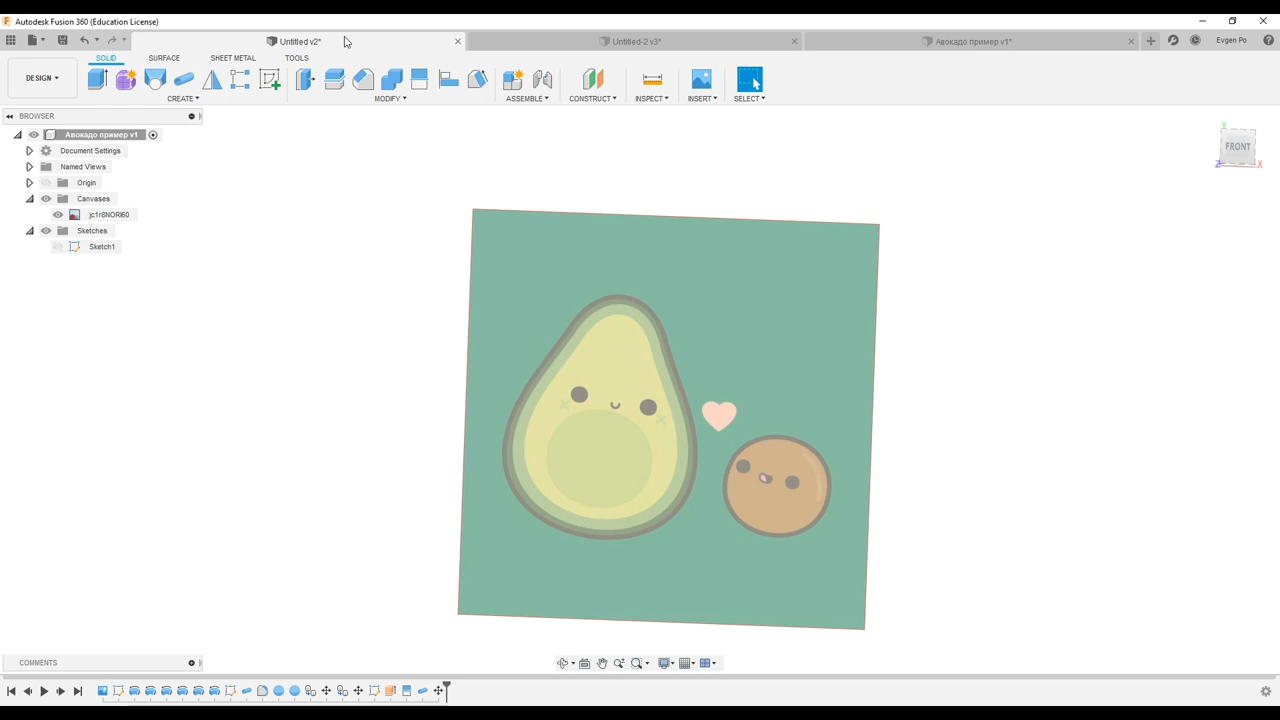 Autodesk Fusion 360 (Education License)
Untitled v2*
Untitled-2 v3*
Авокадо пример v1*
Evgen Po
SOLID
SURFACE
SHEET METAL
TOOLS
DESIGN
CREATE
MODIFY
ASSEMBLE
CONSTRUCT
INSPECT
INSERT
SELECT
BROWSER
Авокадо пример v1
Document Settings
Named Views
Origin
Canvases
jc1r8NORl60
Sketches
Sketch1
Y
FRONT
Z
X
COMMENTS